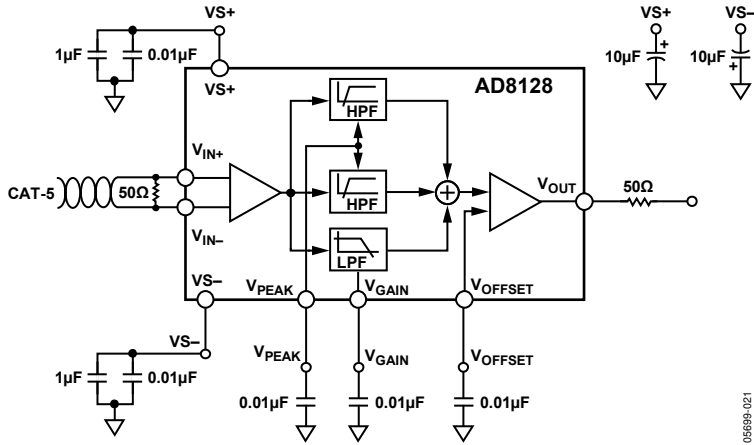 VS+
1µF
0.01µF
VS+
VS+
10µF
+
VS–
10µF
+
AD8128
HPF
HPF
LPF
VIN+
CAT-5
50Ω
VIN–
VOUT
50Ω
VS–
VPEAK
VGAIN
VOFFSET
VS–
1µF
0.01µF
VPEAK
VGAIN
VOFFSET
0.01µF
0.01µF
0.01µF
05699-021